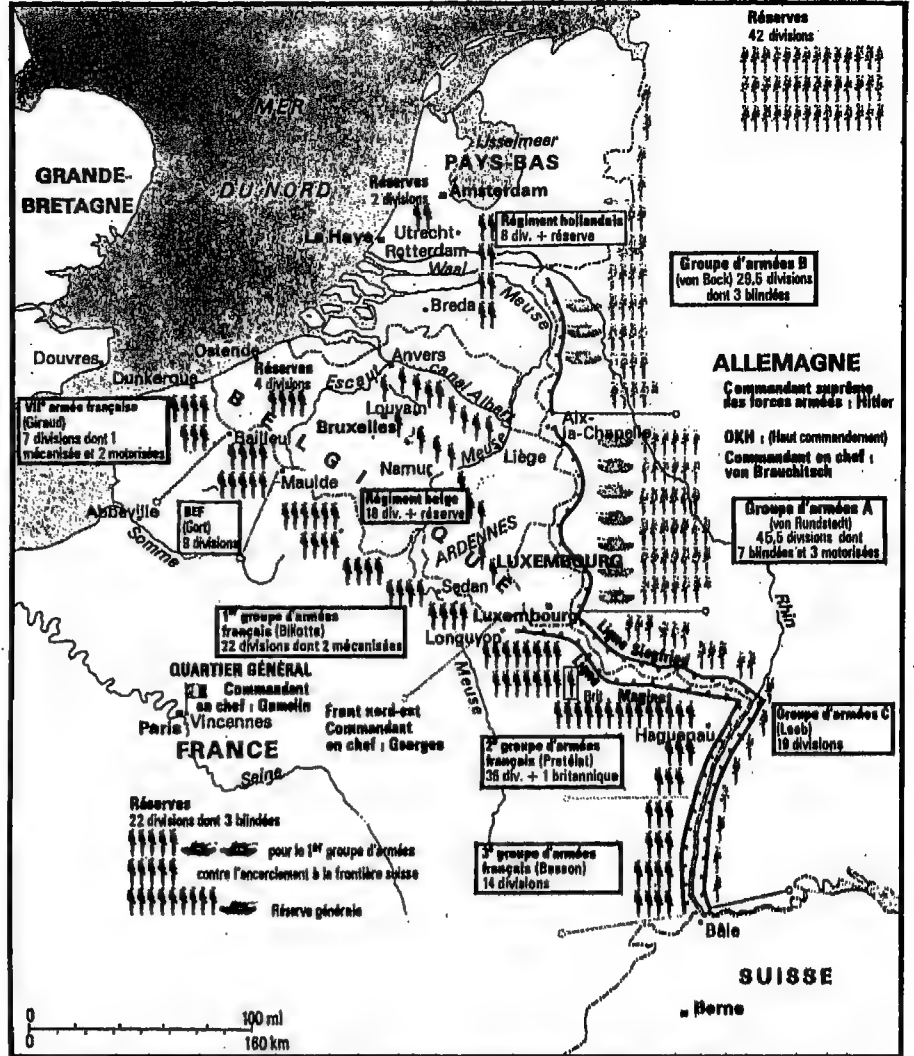 Réserves
42 divisions
MER
DU NORD
GRANDE-
BRETAGNE
IJsselmeer
PAYS-BAS
Amsterdam
Réserves
2 divisions
Régiment hollandais
8 div. + réserve
Utrecht
La Haye
Rotterdam
Waal
Meuse
Breda
Groupe d'armées B
(von Bock) 29,5 divisions
dont 3 blindées
ALLEMAGNE
Commandant suprême
des forces armées : Hitler
OKH : (Haut commandement)
Commandant en chef :
von Brauchitsch
Douvres
Ostende
Dunkerque
Réserves
4 divisions
Escaut
Anvers
canal Albert
Louvain
Bruxelles
Aix-
la-Chapelle
VIIe armée française
(Giraud)
7 divisions dont 1
mécanisée et 2 motorisées
BELGIQUE
Bailleul
Meuse
Liège
Namur
Maulde
Abbeville
BEF
(Gort)
8 divisions
Régiment belge
18 div. + réserve
Groupe d'armées A
(von Rundstedt)
45,5 divisions dont
7 blindées et 3 motorisées
Somme
ARDENNES
LUXEMBOURG
Sedan
Rhin
1er groupe d'armées
français (Billotte)
22 divisions dont 2 mécanisées
Luxembourg
Longuyon
Ligne Siegfried
QUARTIER GÉNÉRAL
Commandant
en chef : Gamelin
Paris
Vincennes
FRANCE
Seine
Meuse
Front nord-est
Commandant
en chef : Georges
Ligne Maginot
Brit.
Haguenau
Groupe d'armées C
(Leeb)
19 divisions
2e groupe d'armées
français (Prételat)
35 div. + 1 britannique
Réserves
22 divisions dont 3 blindées
pour le 1er groupe d'armées
contre l'encerclement à la frontière suisse
Réserve générale
3e groupe d'armées
français (Besson)
14 divisions
Bâle
SUISSE
Berne
0 100 ml
0 160 km